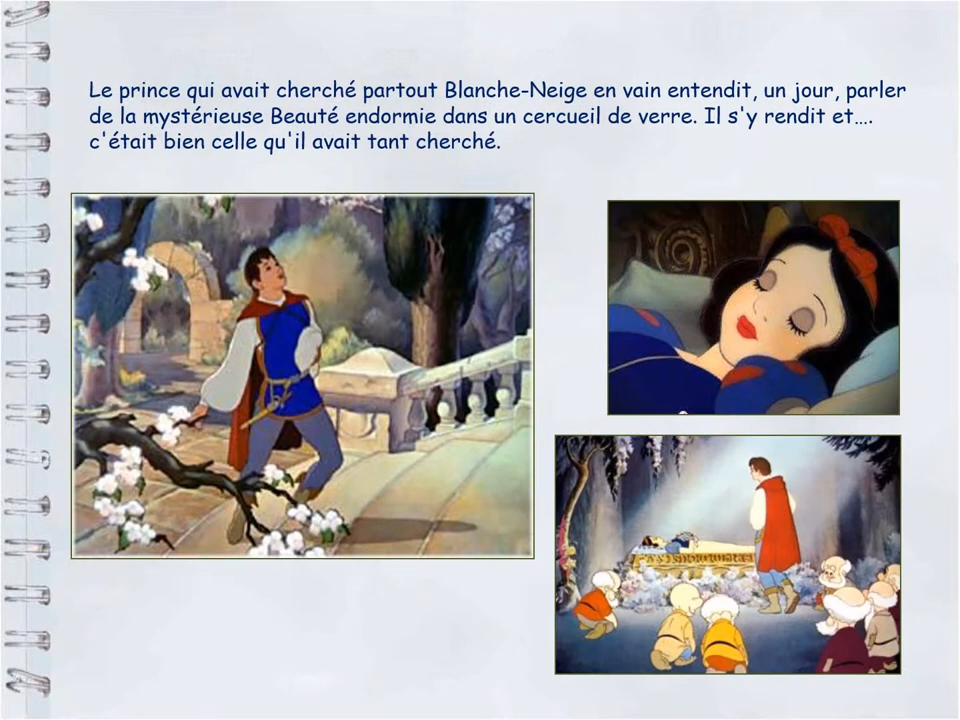 Le prince qui avait cherché partout Blanche-Neige en vain entendit, un jour, parler
de la mystérieuse Beauté endormie dans un cercueil de verre. Il s'y rendit et….
c'était bien celle qu'il avait tant cherché.